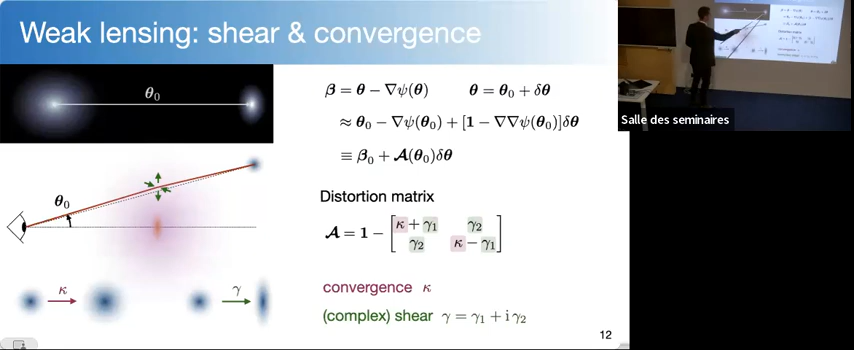 Weak lensing: shear & convergence
θ₀
β = θ − ∇ψ(θ) θ = θ₀ + δθ
≈ θ₀ − ∇ψ(θ₀) + [1 − ∇∇ψ(θ₀)]δθ
≡ β₀ + 𝒜(θ₀)δθ
θ₀
Distortion matrix
𝒜 = 1 − [κ + γ₁ γ₂
γ₂ κ − γ₁]
κ γ
convergence κ
(complex) shear γ = γ₁ + i γ₂
12
Salle des seminaires